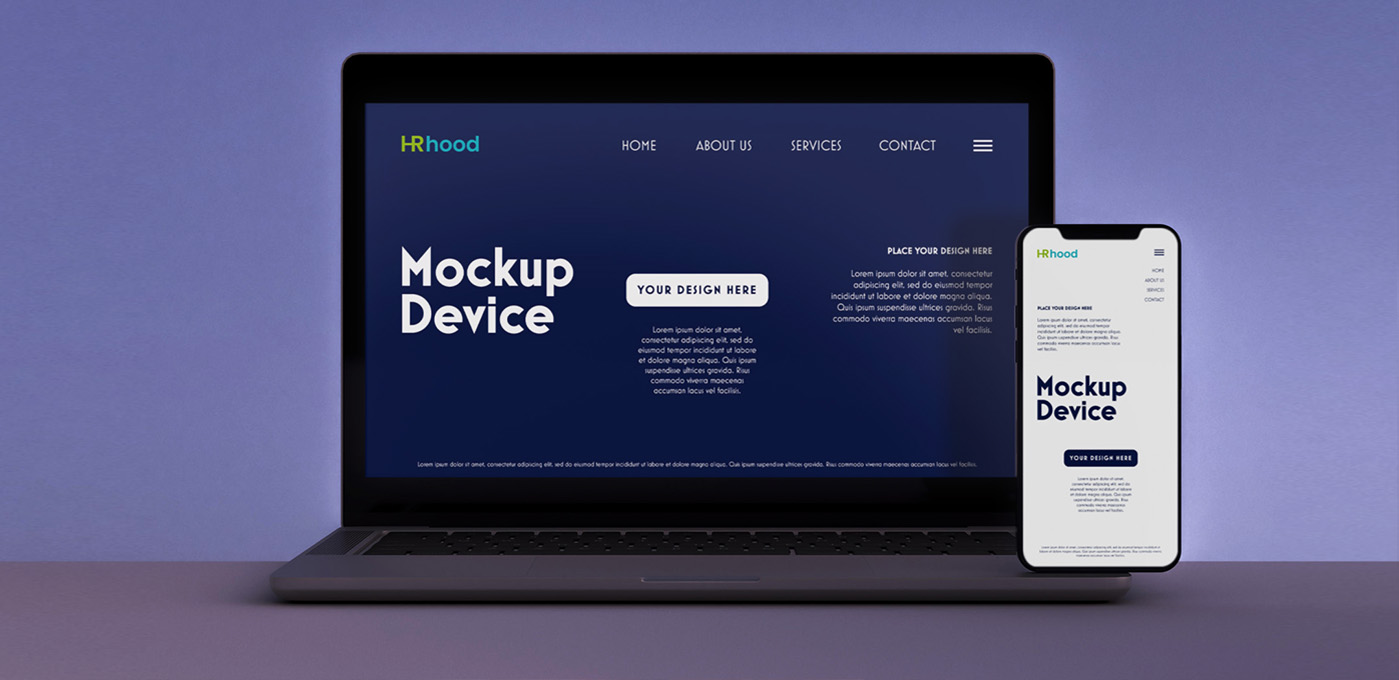 HRhood
HOME ABOUT US SERVICES CONTACT
Mockup
Device
YOUR DESIGN HERE
Lorem ipsum dolor sit amet,
consectetur adipiscing elit, sed do
eiusmod tempor incididunt ut labore
et dolore magna aliqua. Quis ipsum
suspendisse ultrices gravida. Risus
commodo viverra maecenas
accumsan lacus vel facilisis.
PLACE YOUR DESIGN HERE
Lorem ipsum dolor sit amet, consectetur
adipiscing elit, sed do eiusmod tempor
incididunt ut labore et dolore magna aliqua.
Quis ipsum suspendisse ultrices gravida. Risus
commodo viverra maecenas accumsan lacus
vel facilisis.
Lorem ipsum dolor sit amet, consectetur adipiscing elit, sed do eiusmod tempor incididunt ut labore et dolore magna aliqua. Quis ipsum suspendisse ultrices gravida. Risus commodo viverra maecenas accumsan lacus vel facilisis.
HRhood
HOME
ABOUT US
SERVICES
CONTACT
PLACE YOUR DESIGN HERE
Lorem ipsum dolor sit amet, consectetur
adipiscing elit, sed do eiusmod tempor
incididunt ut labore et dolore magna aliqua.
Quis ipsum suspendisse ultrices gravida. Risus
commodo viverra maecenas accumsan lacus
vel facilisis.
Mockup
Device
YOUR DESIGN HERE
Lorem ipsum dolor sit amet,
consectetur adipiscing elit, sed do
eiusmod tempor incididunt ut labore
et dolore magna aliqua. Quis ipsum
suspendisse ultrices gravida. Risus
commodo viverra maecenas
accumsan lacus vel facilisis.